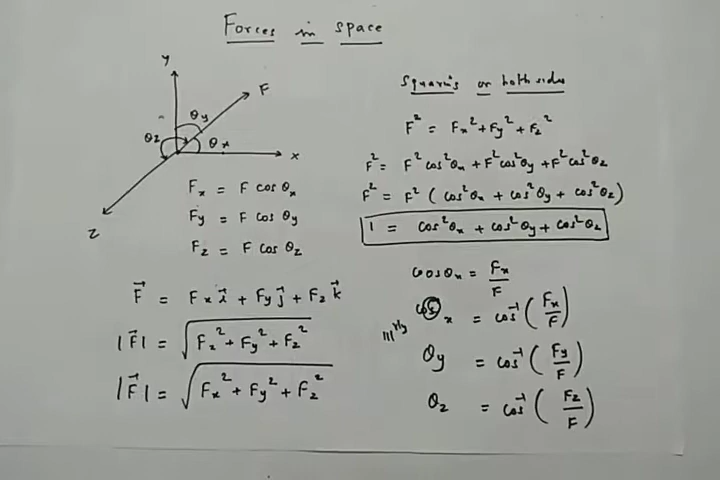 Forces in space
y
F
θy
θz
θx
x
z
Fx = F cos θx
Fy = F cos θy
Fz = F cos θz
F⃗ = Fx i⃗ + Fy j⃗ + Fz k⃗
|F⃗| = √(Fx² + Fy² + Fz²)
|F⃗| = √(Fx² + Fy² + Fz²)
Squaring on both sides
F² = Fx² + Fy² + Fz²
F² = F² cos²θx + F² cos²θy + F² cos²θz
F² = F² (cos²θx + cos²θy + cos²θz)
1 = cos²θx + cos²θy + cos²θz
cosθx = Fx/F
θx = cos⁻¹ (Fx/F)
|||ly
θy = cos⁻¹ (Fy/F)
θz = cos⁻¹ (Fz/F)